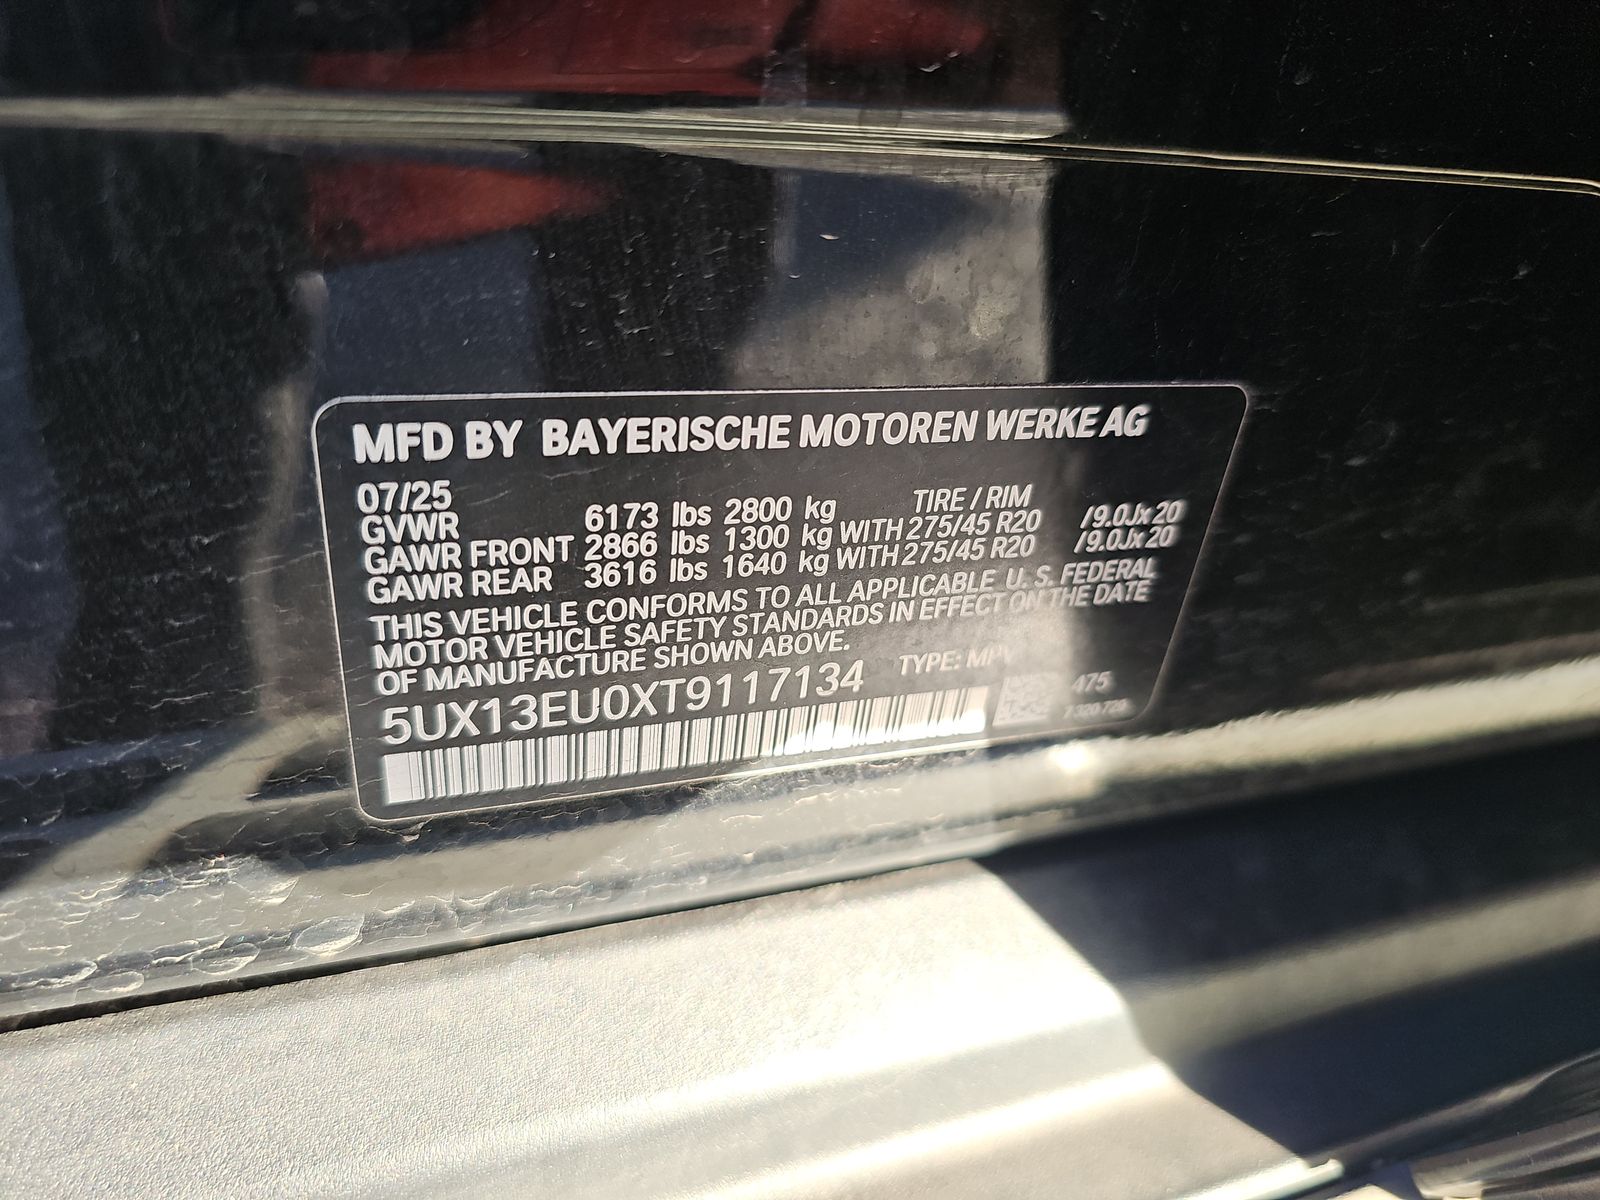 MFD BY BAYERISCHE MOTOREN WERKE AG
07/25 TIRE / RIM
GVWR 6173 lbs 2800 kg
GAWR FRONT 2866 lbs 1300 kg WITH 275/45 R20 /9.0Jx20
GAWR REAR 3616 lbs 1640 kg WITH 275/45 R20 /9.0Jx20
THIS VEHICLE CONFORMS TO ALL APPLICABLE U. S. FEDERAL
MOTOR VEHICLE SAFETY STANDARDS IN EFFECT ON THE DATE
OF MANUFACTURE SHOWN ABOVE.
5UX13EU0XT9117134 TYPE: MPV
475